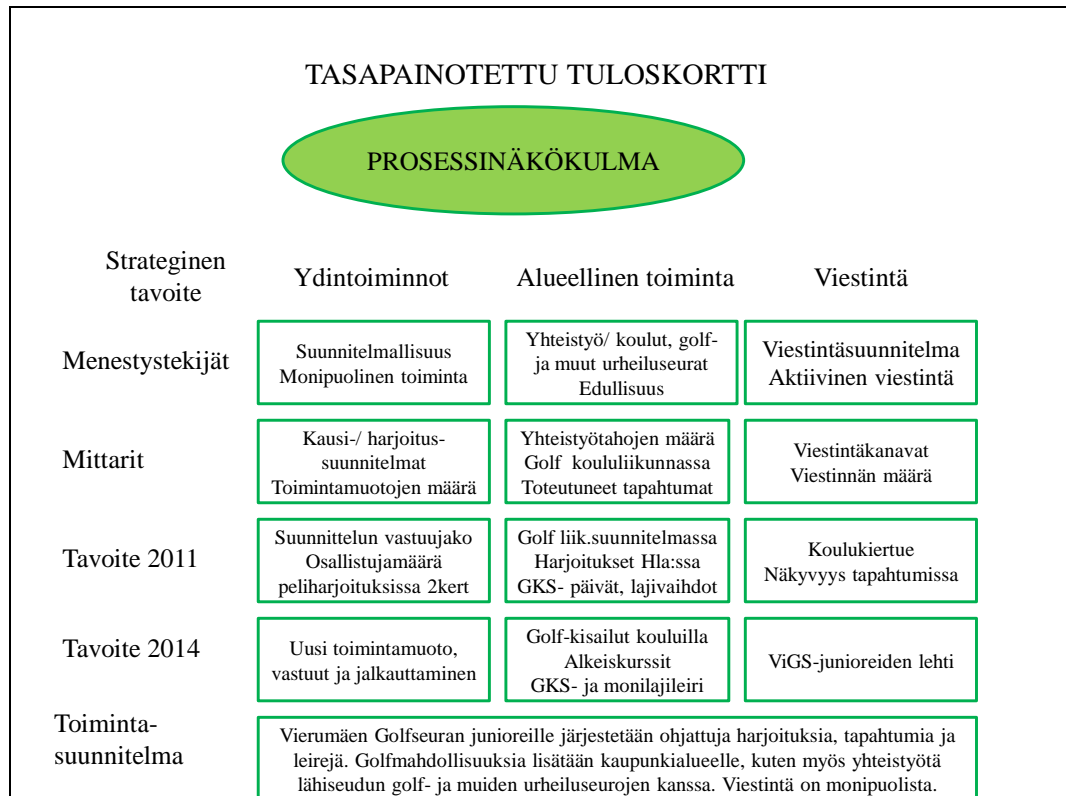 TASAPAINOTETTU TULOSKORTTI
PROSESSINÄKÖKULMA
Strateginen
tavoite
Ydintoiminnot
Alueellinen toiminta
Viestintä
Menestystekijät
Suunnitelmallisuus
Monipuolinen toiminta
Yhteistyö/ koulut, golf-
ja muut urheiluseurat
Edullisuus
Viestintäsuunnitelma
Aktiivinen viestintä
Mittarit
Kausi-/ harjoitus-
suunnitelmat
Toimintamuotojen määrä
Yhteistyötahojen määrä
Golf koululiikunnassa
Toteutuneet tapahtumat
Viestintäkanavat
Viestinnän määrä
Tavoite 2011
Suunnittelun vastuujako
Osallistujamäärä
peliharjoituksissa 2kert
Golf liik.suunnitelmassa
Harjoitukset Hla:ssa
GKS- päivät, lajivaihdot
Koulukiertue
Näkyvyys tapahtumissa
Tavoite 2014
Uusi toimintamuoto,
vastuut ja jalkauttaminen
Golf-kisailut kouluilla
Alkeiskurssit
GKS- ja monilajileiri
ViGS-junioreiden lehti
Toiminta-
suunnitelma
Vierumäen Golfseuran junioreille järjestetään ohjattuja harjoituksia, tapahtumia ja
leirejä. Golfmahdollisuuksia lisätään kaupunkialueelle, kuten myös yhteistyötä
lähiseudun golf- ja muiden urheiluseurojen kanssa. Viestintä on monipuolista.